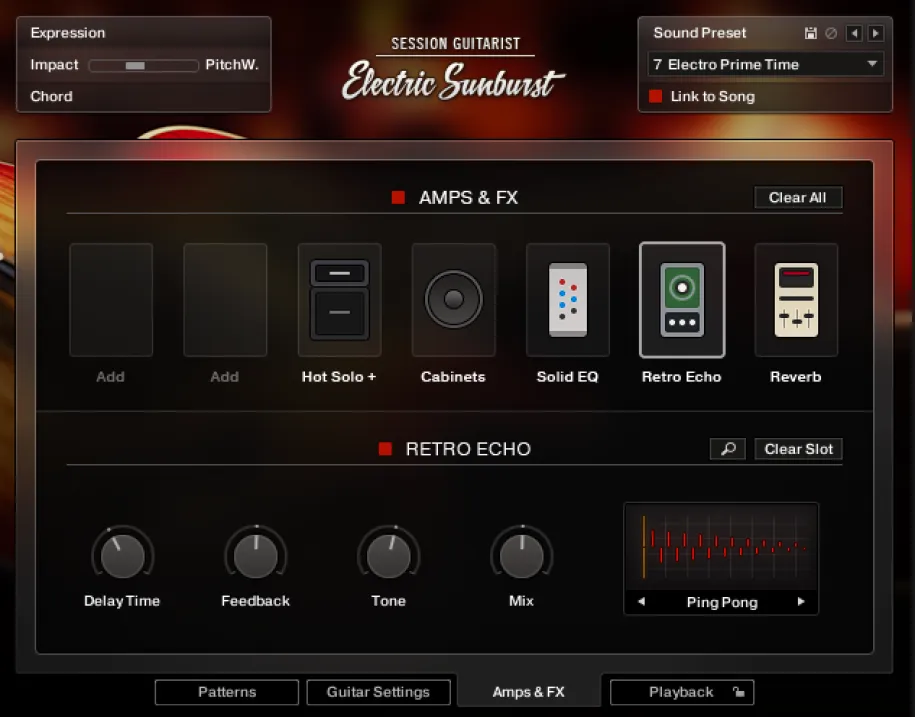 Expression
Impact PitchW.
Chord
SESSION GUITARIST
Electric Sunburst
Sound Preset
7 Electro Prime Time
Link to Song
AMPS & FX
Clear All
Add Add Hot Solo + Cabinets Solid EQ Retro Echo Reverb
RETRO ECHO
Clear Slot
Delay Time Feedback Tone Mix
Ping Pong
Patterns Guitar Settings Amps & FX Playback